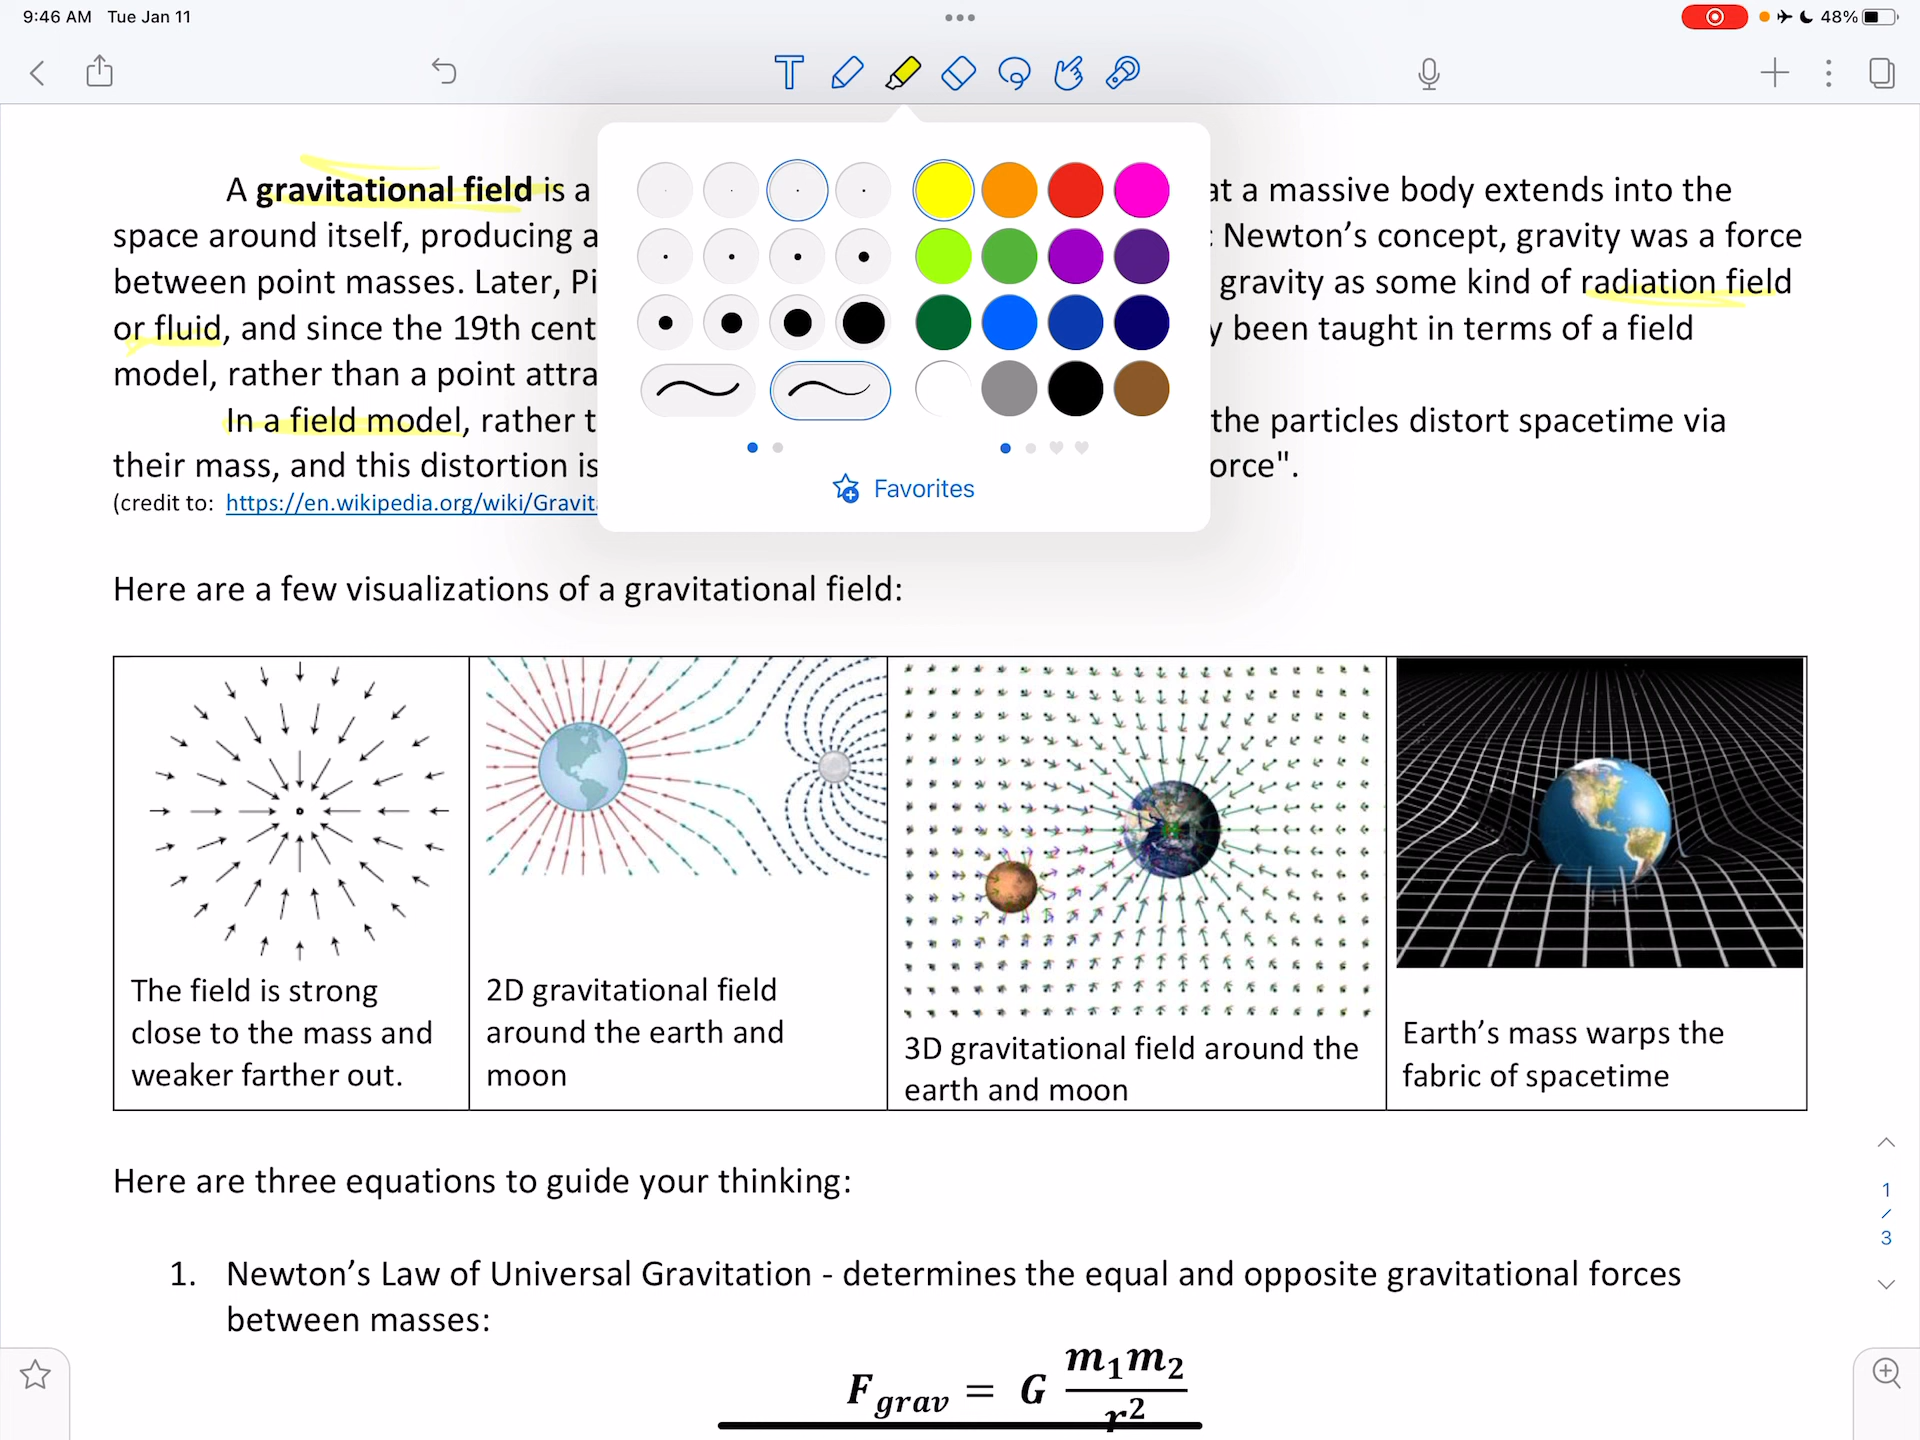 9:46 AM Tue Jan 11
48%
A gravitational field is a
at a massive body extends into the
space around itself, producing a
Newton's concept, gravity was a force
between point masses. Later, Pi
gravity as some kind of radiation field
or fluid, and since the 19th cent
y been taught in terms of a field
model, rather than a point attra
In a field model, rather t
the particles distort spacetime via
their mass, and this distortion is
orce".
(credit to: https://en.wikipedia.org/wiki/Gravit
Favorites
Here are a few visualizations of a gravitational field:
The field is strong
close to the mass and
weaker farther out.
2D gravitational field
around the earth and
moon
3D gravitational field around the
earth and moon
Earth's mass warps the
fabric of spacetime
Here are three equations to guide your thinking:
1
/
3
1. Newton's Law of Universal Gravitation - determines the equal and opposite gravitational forces
between masses:
F_grav = G m₁m₂ / r²